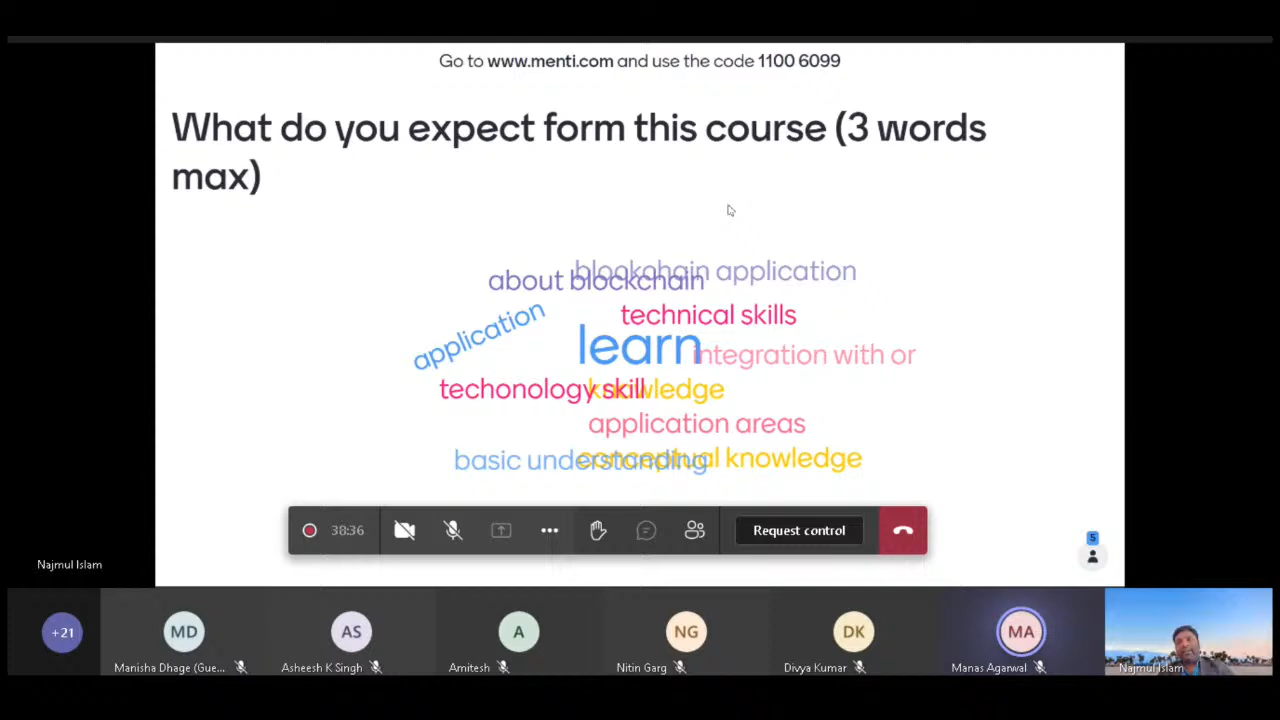 Go to www.menti.com and use the code 1100 6099
What do you expect form this course (3 words
max)
blockchain application
about blockchain
technical skills
application
learn
integration with or
techonology skill
knowledge
application areas
basic understanding
conceptual knowledge
38:36
Request control
5
Najmul Islam
+21
MD
AS
A
NG
DK
MA
Manisha Dhage (Gue...
Asheesh K Singh
Amitesh
Nitin Garg
Divya Kumar
Manas Agarwal
Najmul Islam